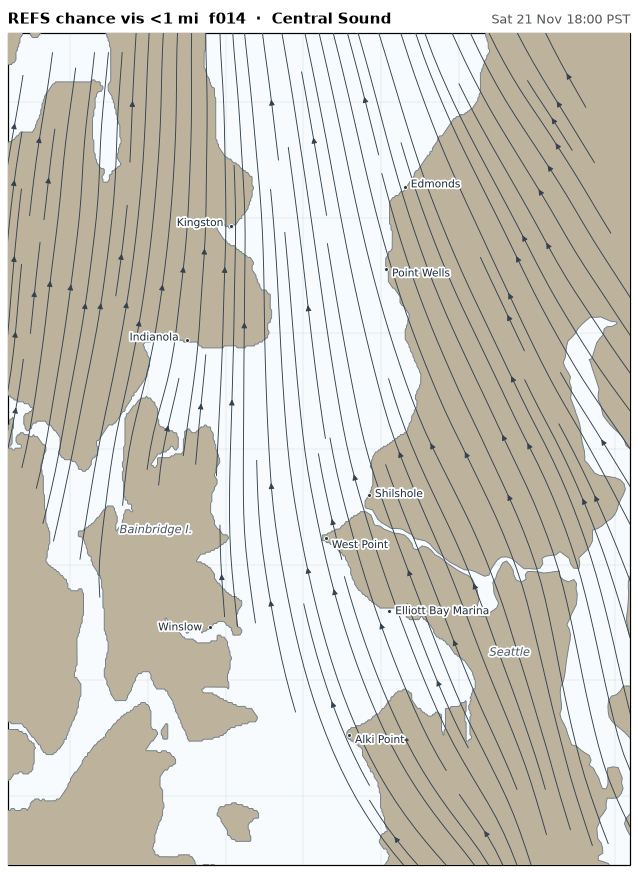 REFS chance vis <1 mi f014 · Central Sound
Sat 21 Nov 18:00 PST
Edmonds
Kingston
Point Wells
Indianola
Shilshole
Bainbridge I.
West Point
Elliott Bay Marina
Winslow
Seattle
Alki Point